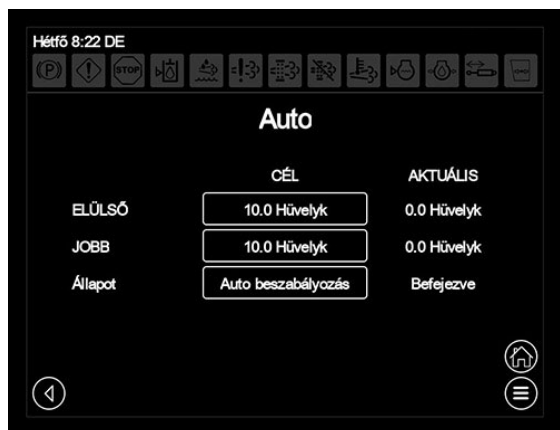 Hétfő 8:22 DE
(P) STOP
Auto
CÉL AKTUÁLIS
ELÜLSŐ 10.0 Hüvelyk 0.0 Hüvelyk
JOBB 10.0 Hüvelyk 0.0 Hüvelyk
Állapot Auto beszabályozás Befejezve